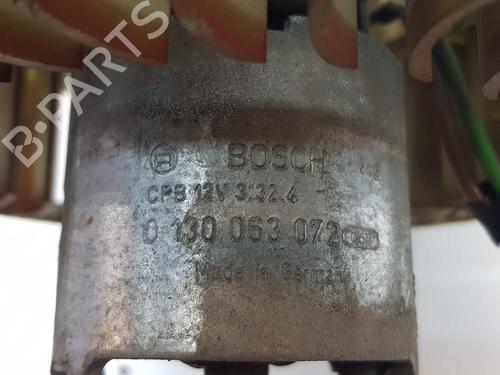 BOSCH
CPB 12V 3.32.4
0 130 063 072
Made in Germany
B-PARTS